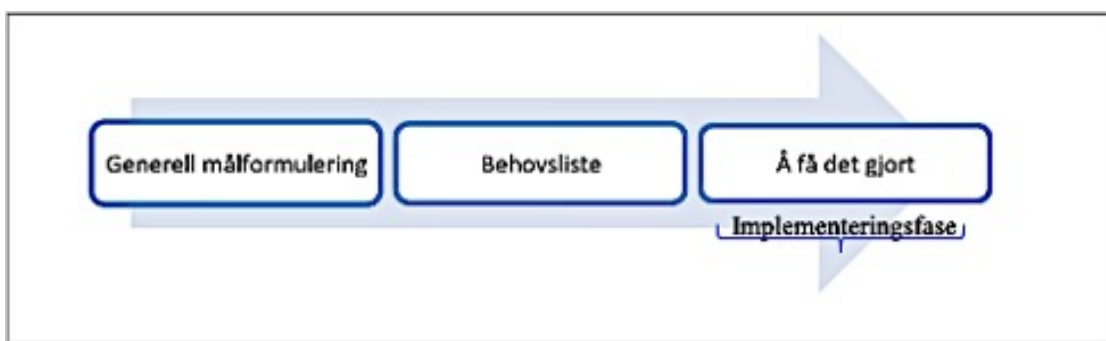 Generell målformulering
Behovsliste
Å få det gjort
Implementeringsfase